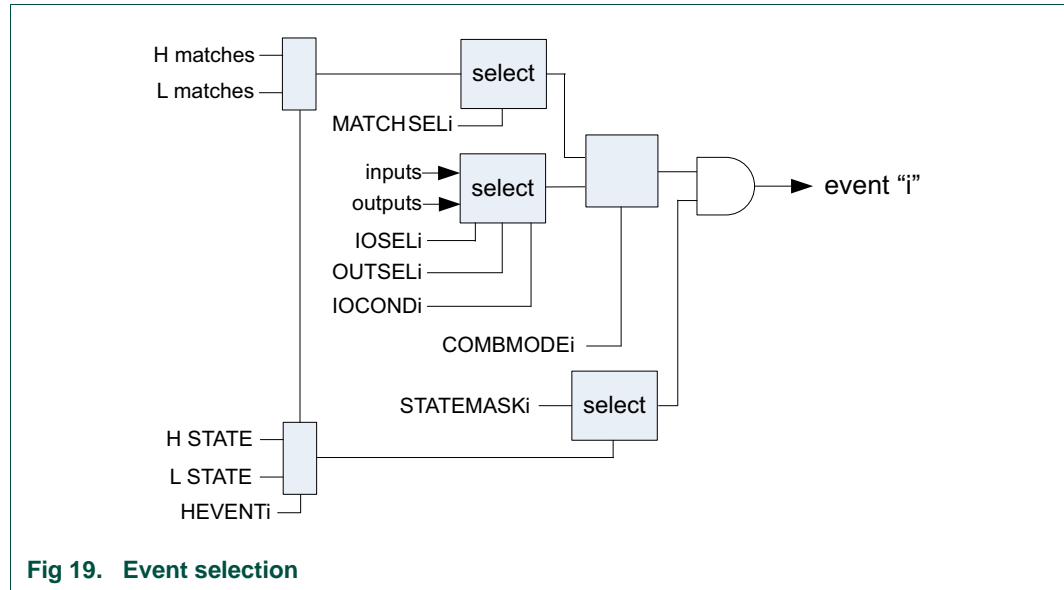 H matches
L matches
select
MATCHSELi
inputs
outputs
select
IOSELi
OUTSELi
IOCONDi
event “i”
COMBMODEi
STATEMASKi
select
H STATE
L STATE
HEVENTi
Fig 19. Event selection